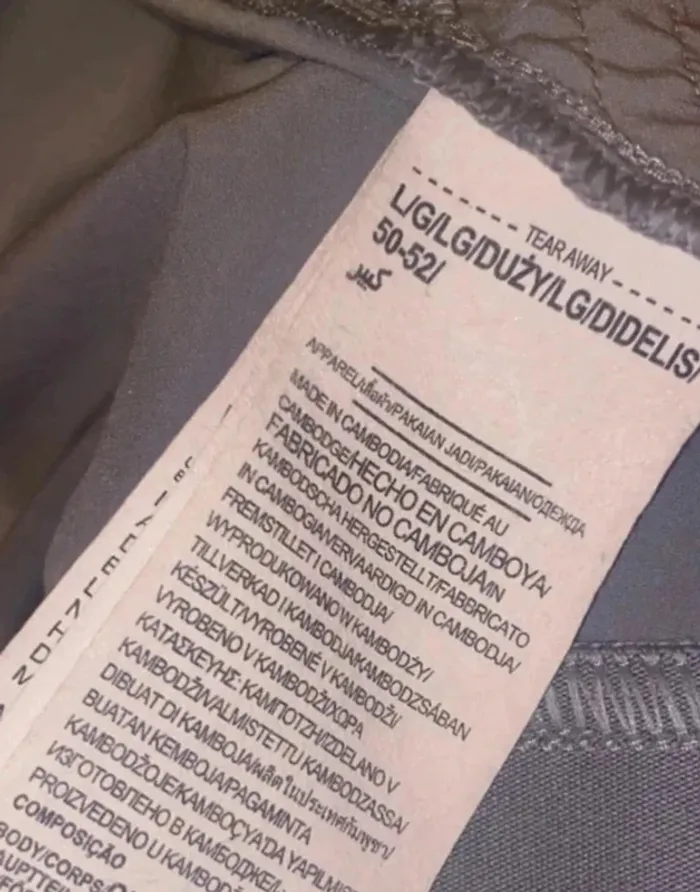 TEAR AWAY
L/G/LG/DUŻY/LG/DIDELIS/
50-52/
كبير
APPAREL/เสื้อผ้า/PAKAIAN JADI/PAKAIAN/ОДЕЖДА
MADE IN CAMBODIA/FABRIQUÉ AU
CAMBODGE/HECHO EN CAMBOYA/
FABRICADO NO CAMBOJA/IN
KAMBODSCHA HERGESTELLT/FABBRICATO
IN CAMBOGIA/VERVAARDIGD IN CAMBODJA/
FREMSTILLET I CAMBODJA/
WYPRODUKOWANO W KAMBODŻY/
TILLVERKAD I KAMBODJA/KAMBODZSÁBAN
KÉSZÜLT/VYROBENÉ V KAMBODŽI/
VYROBENO V KAMBODŽI/ΧΩΡΑ
ΚΑΤΑΣΚΕΥΗΣ: ΚΑΜΠΟΤΖΗ/IZDELANO V
KAMBODŽI/VALMISTETTU KAMBODZASSA/
DIBUAT DI KAMBOJA/ผลิตในประเทศกัมพูชา/
BUATAN KEMBOJA/PAGAMINTA
KAMBODŽOJE/KAMBOÇYA'DA YAPILMIŞ
ИЗГОТОВЛЕНО В КАМБОДЖЕ/
PROIZVEDENO U KAMBODŽ
COMPOSIÇÃO
BODY/CORPS/